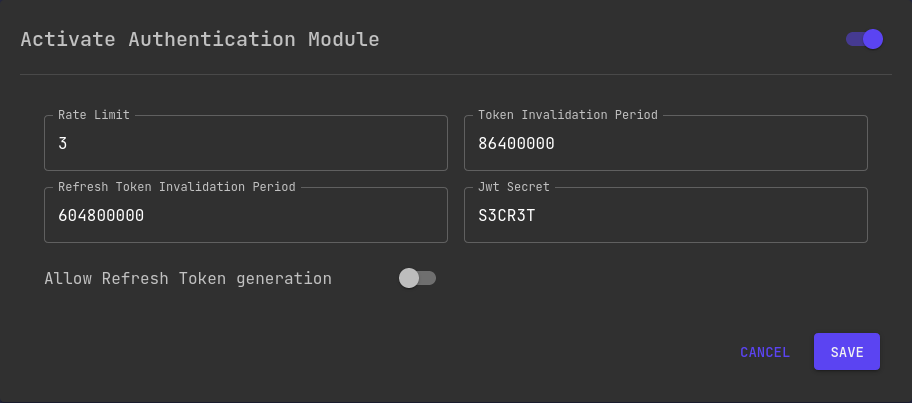 Activate Authentication Module
Rate Limit
3
Token Invalidation Period
86400000
Refresh Token Invalidation Period
604800000
Jwt Secret
S3CR3T
Allow Refresh Token generation
CANCEL
SAVE